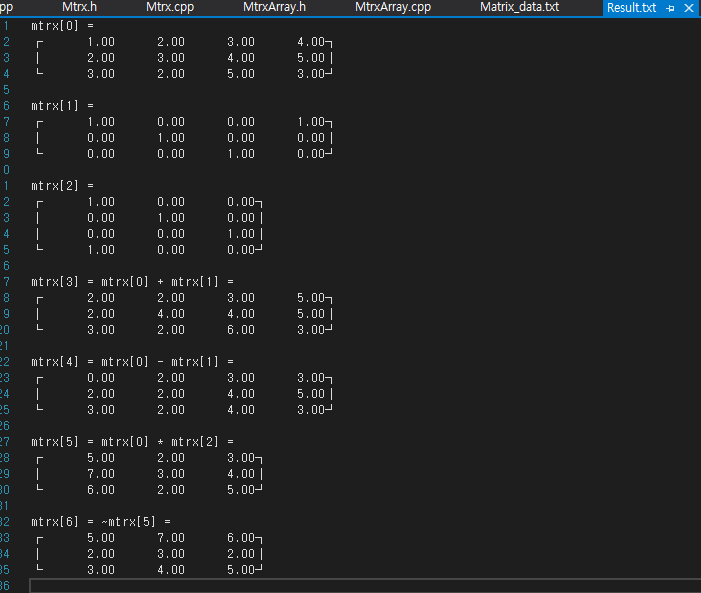 pp Mtrx.h Mtrx.cpp MtrxArray.h MtrxArray.cpp Matrix_data.txt Result.txt
1 mtrx[0] =
2 ┌ 1.00 2.00 3.00 4.00┐
3 │ 2.00 3.00 4.00 5.00│
4 └ 3.00 2.00 5.00 3.00┘
5
6 mtrx[1] =
7 ┌ 1.00 0.00 0.00 1.00┐
8 │ 0.00 1.00 0.00 0.00│
9 └ 0.00 0.00 1.00 0.00┘
0
1 mtrx[2] =
2 ┌ 1.00 0.00 0.00┐
3 │ 0.00 1.00 0.00│
4 │ 0.00 0.00 1.00│
5 └ 1.00 0.00 0.00┘
6
7 mtrx[3] = mtrx[0] + mtrx[1] =
8 ┌ 2.00 2.00 3.00 5.00┐
9 │ 2.00 4.00 4.00 5.00│
20 └ 3.00 2.00 6.00 3.00┘
21
22 mtrx[4] = mtrx[0] - mtrx[1] =
23 ┌ 0.00 2.00 3.00 3.00┐
24 │ 2.00 2.00 4.00 5.00│
25 └ 3.00 2.00 4.00 3.00┘
26
27 mtrx[5] = mtrx[0] * mtrx[2] =
28 ┌ 5.00 2.00 3.00┐
29 │ 7.00 3.00 4.00│
30 └ 6.00 2.00 5.00┘
31
32 mtrx[6] = ~mtrx[5] =
33 ┌ 5.00 7.00 6.00┐
34 │ 2.00 3.00 2.00│
35 └ 3.00 4.00 5.00┘
36